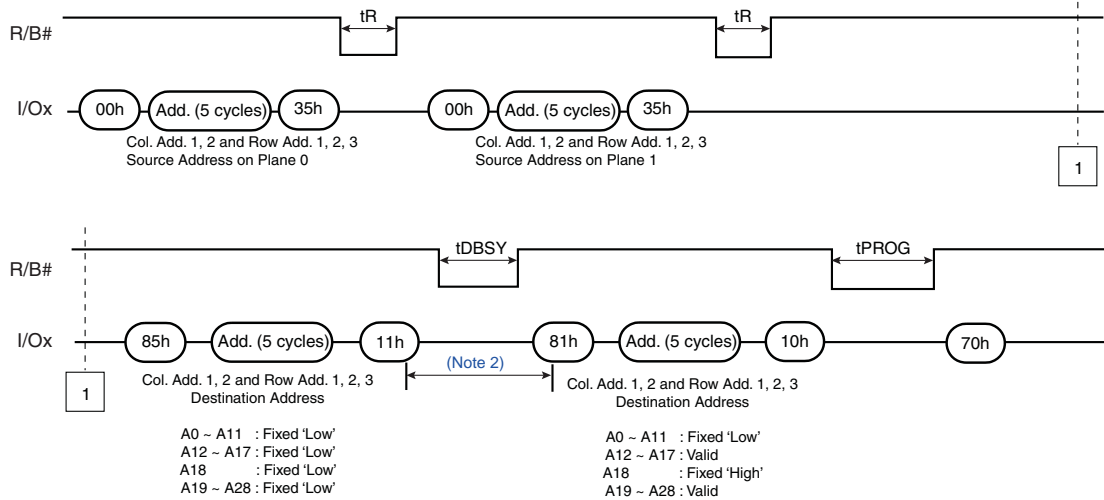 tR
tR
R/B#
I/Ox
00h
Add. (5 cycles)
35h
00h
Add. (5 cycles)
35h
Col. Add. 1, 2 and Row Add. 1, 2, 3
Source Address on Plane 0
Col. Add. 1, 2 and Row Add. 1, 2, 3
Source Address on Plane 1
1
tDBSY
tPROG
R/B#
I/Ox
85h
Add. (5 cycles)
11h
(Note 2)
81h
Add. (5 cycles)
10h
70h
1
Col. Add. 1, 2 and Row Add. 1, 2, 3
Destination Address
Col. Add. 1, 2 and Row Add. 1, 2, 3
Destination Address
A0 ~ A11 : Fixed ‘Low’
A12 ~ A17 : Fixed ‘Low’
A18 : Fixed ‘Low’
A19 ~ A28 : Fixed ‘Low’
A0 ~ A11 : Fixed ‘Low’
A12 ~ A17 : Valid
A18 : Fixed ‘High’
A19 ~ A28 : Valid